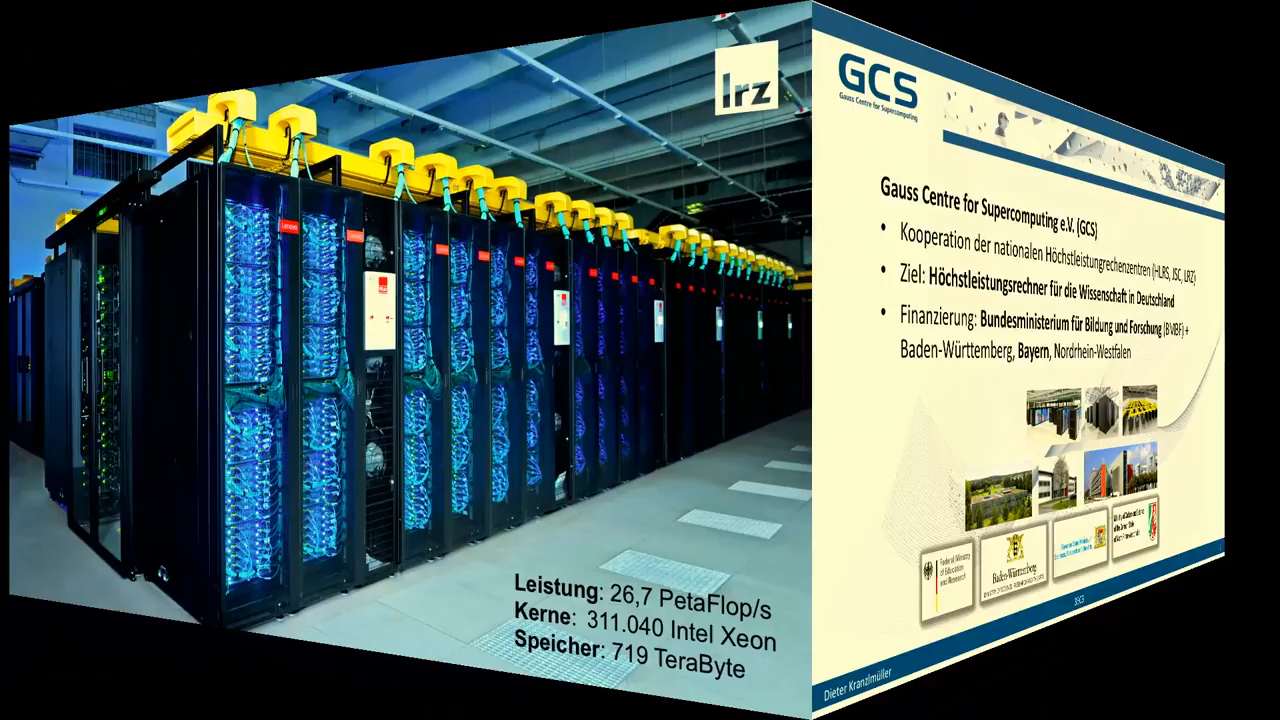 lrz
Lenovo
Leistung: 26,7 PetaFlop/s
Kerne: 311.040 Intel Xeon
Speicher: 719 TeraByte
GCS
Gauss Centre for Supercomputing
Gauss Centre for Supercomputing e.V. (GCS)
• Kooperation der nationalen Höchstleistungsrechenzentren (HLRS, JSC, LRZ)
• Ziel: Höchstleistungsrechner für die Wissenschaft in Deutschland
• Finanzierung: Bundesministerium für Bildung und Forschung (BMBF) +
Baden-Württemberg, Bayern, Nordrhein-Westfalen
Federal Ministry
of Education
and Research
Baden-Württemberg
Dieter Kranzlmüller